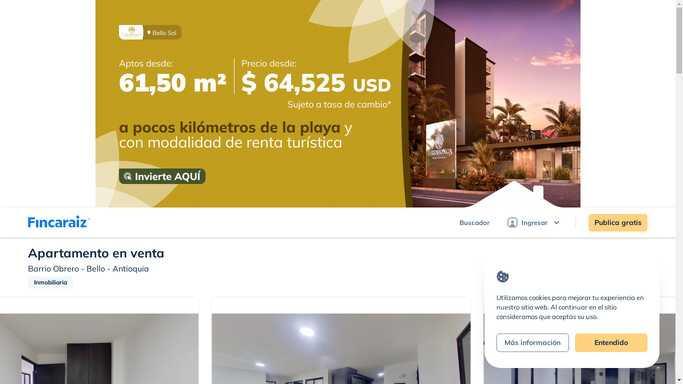 Bello Sol
Aptos desde:
61,50 m²
Precio desde:
$ 64,525 USD
Sujeto a tasa de cambio*
a pocos kilómetros de la playa y
con modalidad de renta turística
Invierte AQUÍ
Fincaraiz
Buscador
Ingresar
Publica gratis
Apartamento en venta
Barrio Obrero - Bello - Antioquia
Inmobiliaria
Utilizamos cookies para mejorar tu experiencia en
nuestro sitio web. Al continuar en el sitio
consideramos que aceptas su uso.
Más información
Entendido